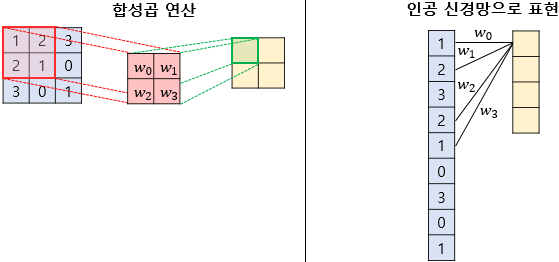 합성곱 연산
1 2 3
2 1 0
3 0 1
w₀ w₁
w₂ w₃
인공 신경망으로 표현
1
2
3
2
1
0
3
0
1
w₀
w₁
w₂
w₃